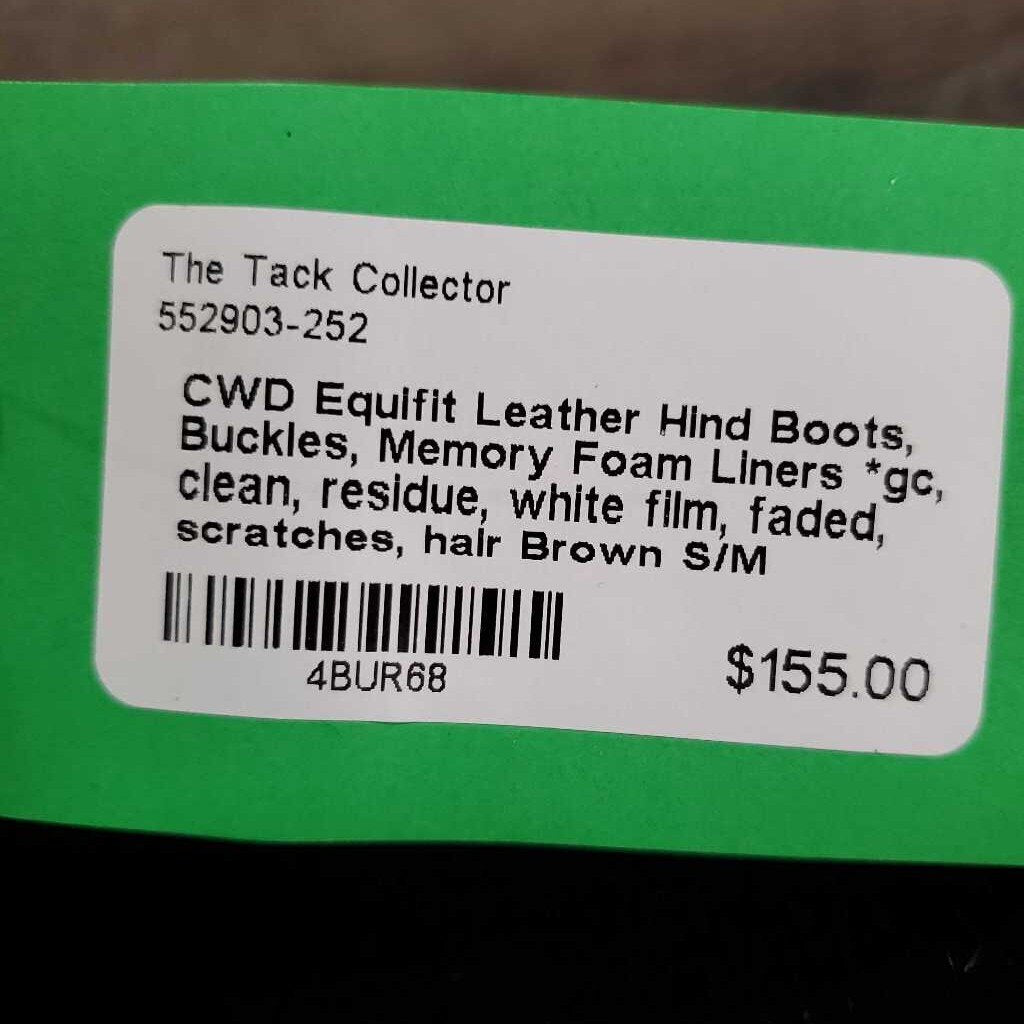 The Tack Collector
552903-252
CWD Equifit Leather Hind Boots,
Buckles, Memory Foam Liners *gc,
clean, residue, white film, faded,
scratches, hair Brown S/M
4BUR68
$155.00